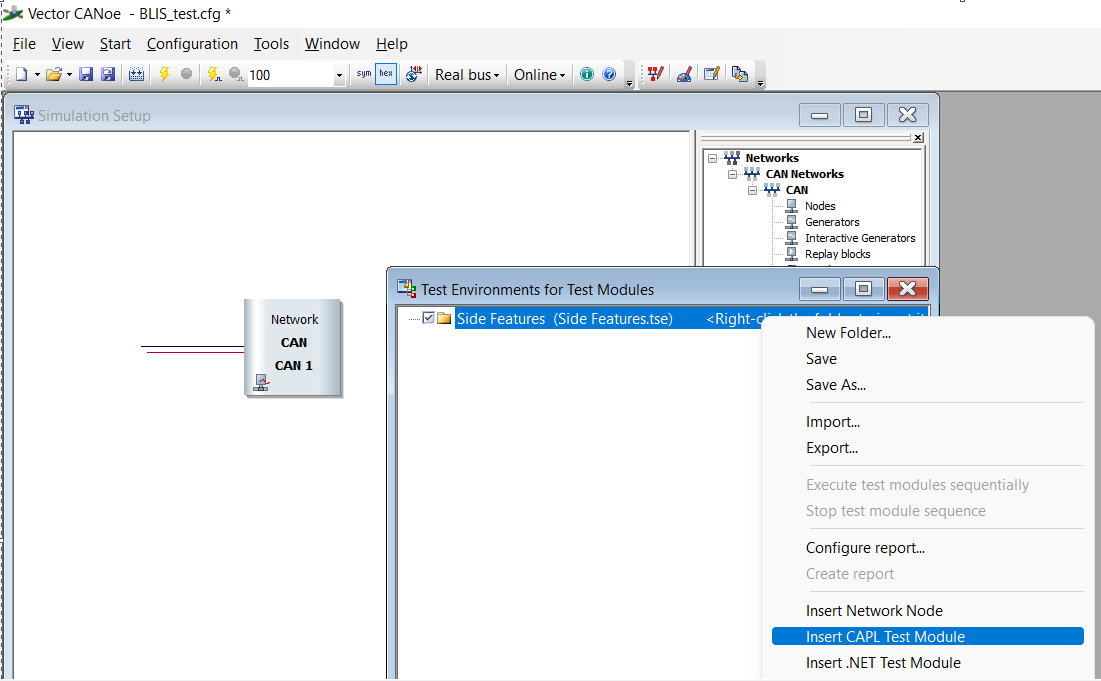 Vector CANoe - BLIS_test.cfg *
File View Start Configuration Tools Window Help
100 sym hex Real bus Online
Simulation Setup
Networks
CAN Networks
CAN
Nodes
Generators
Interactive Generators
Replay blocks
Network
CAN
CAN 1
Test Environments for Test Modules
Side Features (Side Features.tse) <Right-cl
New Folder...
Save
Save As...
Import...
Export...
Execute test modules sequentially
Stop test module sequence
Configure report...
Create report
Insert Network Node
Insert CAPL Test Module
Insert .NET Test Module